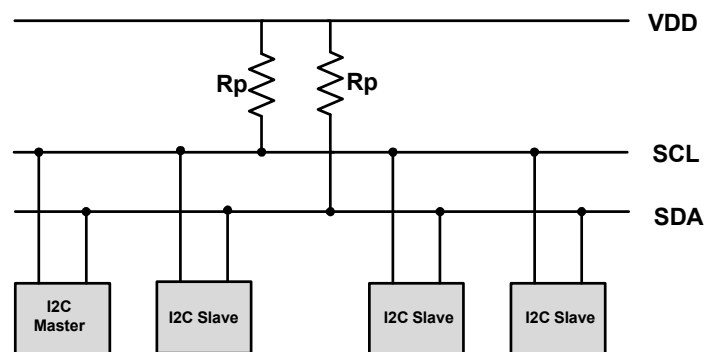 VDD
Rp
Rp
SCL
SDA
I2C
Master
I2C Slave
I2C Slave
I2C Slave